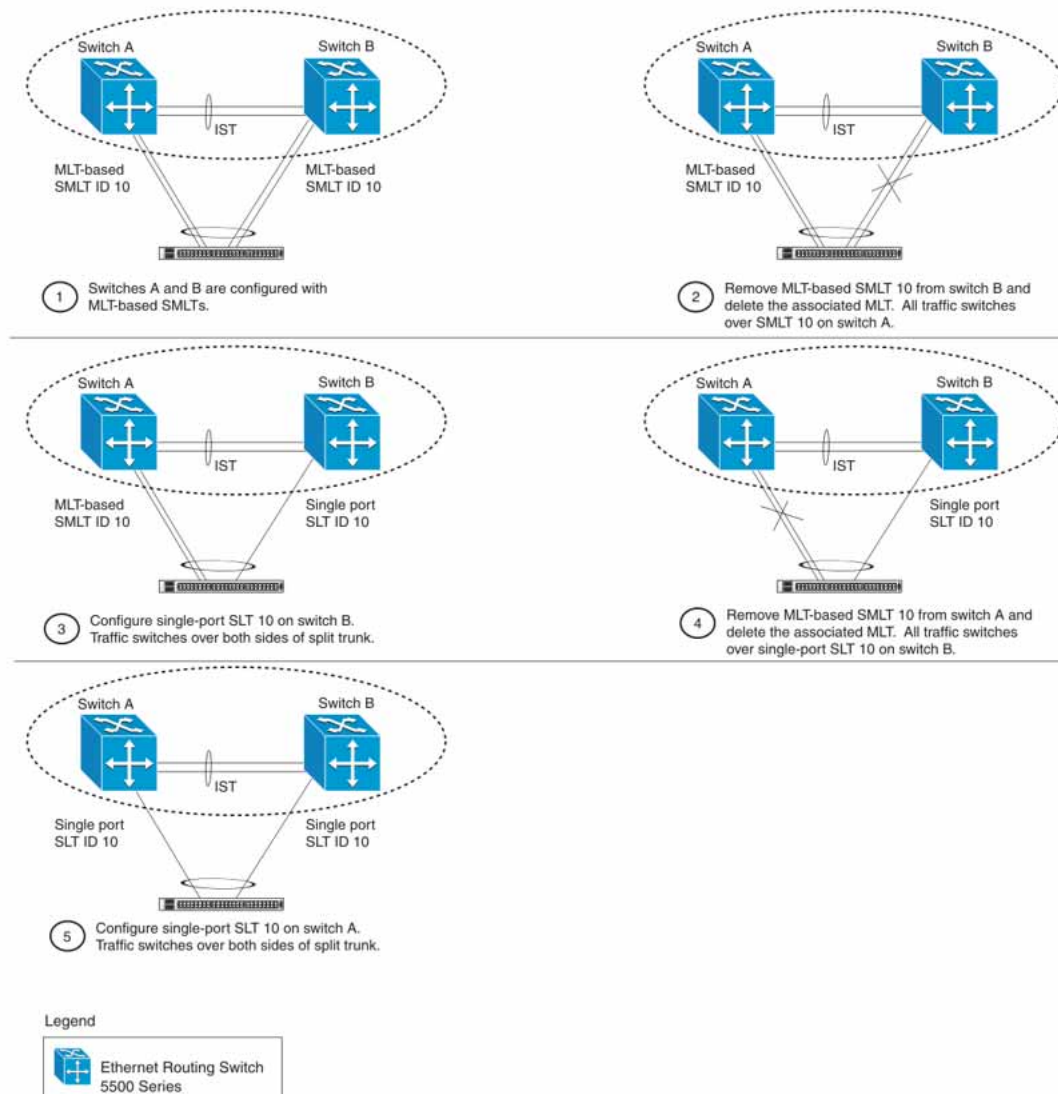 Switch A
Switch B
IST
MLT-based
SMLT ID 10
MLT-based
SMLT ID 10
1
Switches A and B are configured with
MLT-based SMLTs.
Switch A
Switch B
IST
MLT-based
SMLT ID 10
2
Remove MLT-based SMLT 10 from switch B and
delete the associated MLT. All traffic switches
over SMLT 10 on switch A.
Switch A
Switch B
IST
MLT-based
SMLT ID 10
Single port
SLT ID 10
3
Configure single-port SLT 10 on switch B.
Traffic switches over both sides of split trunk.
Switch A
Switch B
IST
Single port
SLT ID 10
4
Remove MLT-based SMLT 10 from switch A and
delete the associated MLT. All traffic switches
over single-port SLT 10 on switch B.
Switch A
Switch B
IST
Single port
SLT ID 10
Single port
SLT ID 10
5
Configure single-port SLT 10 on switch A.
Traffic switches over both sides of split trunk.
Legend
Ethernet Routing Switch
5500 Series